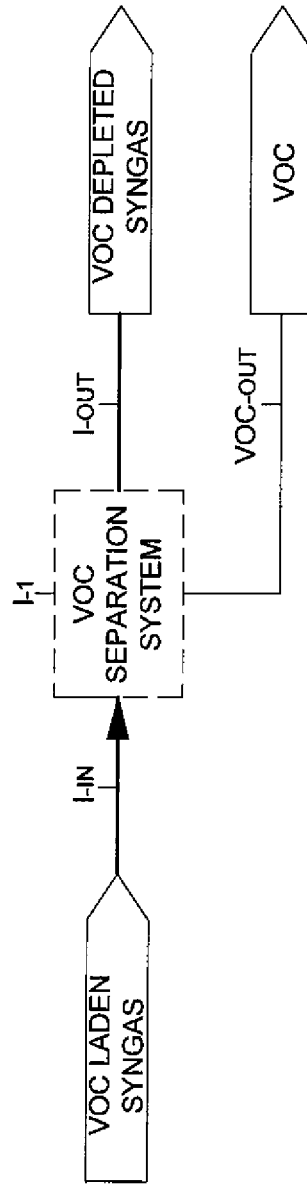 VOC LADEN
SYNGAS
I-IN
I-1
VOC
SEPARATION
SYSTEM
I-OUT
VOC DEPLETED
SYNGAS
VOC-OUT
VOC